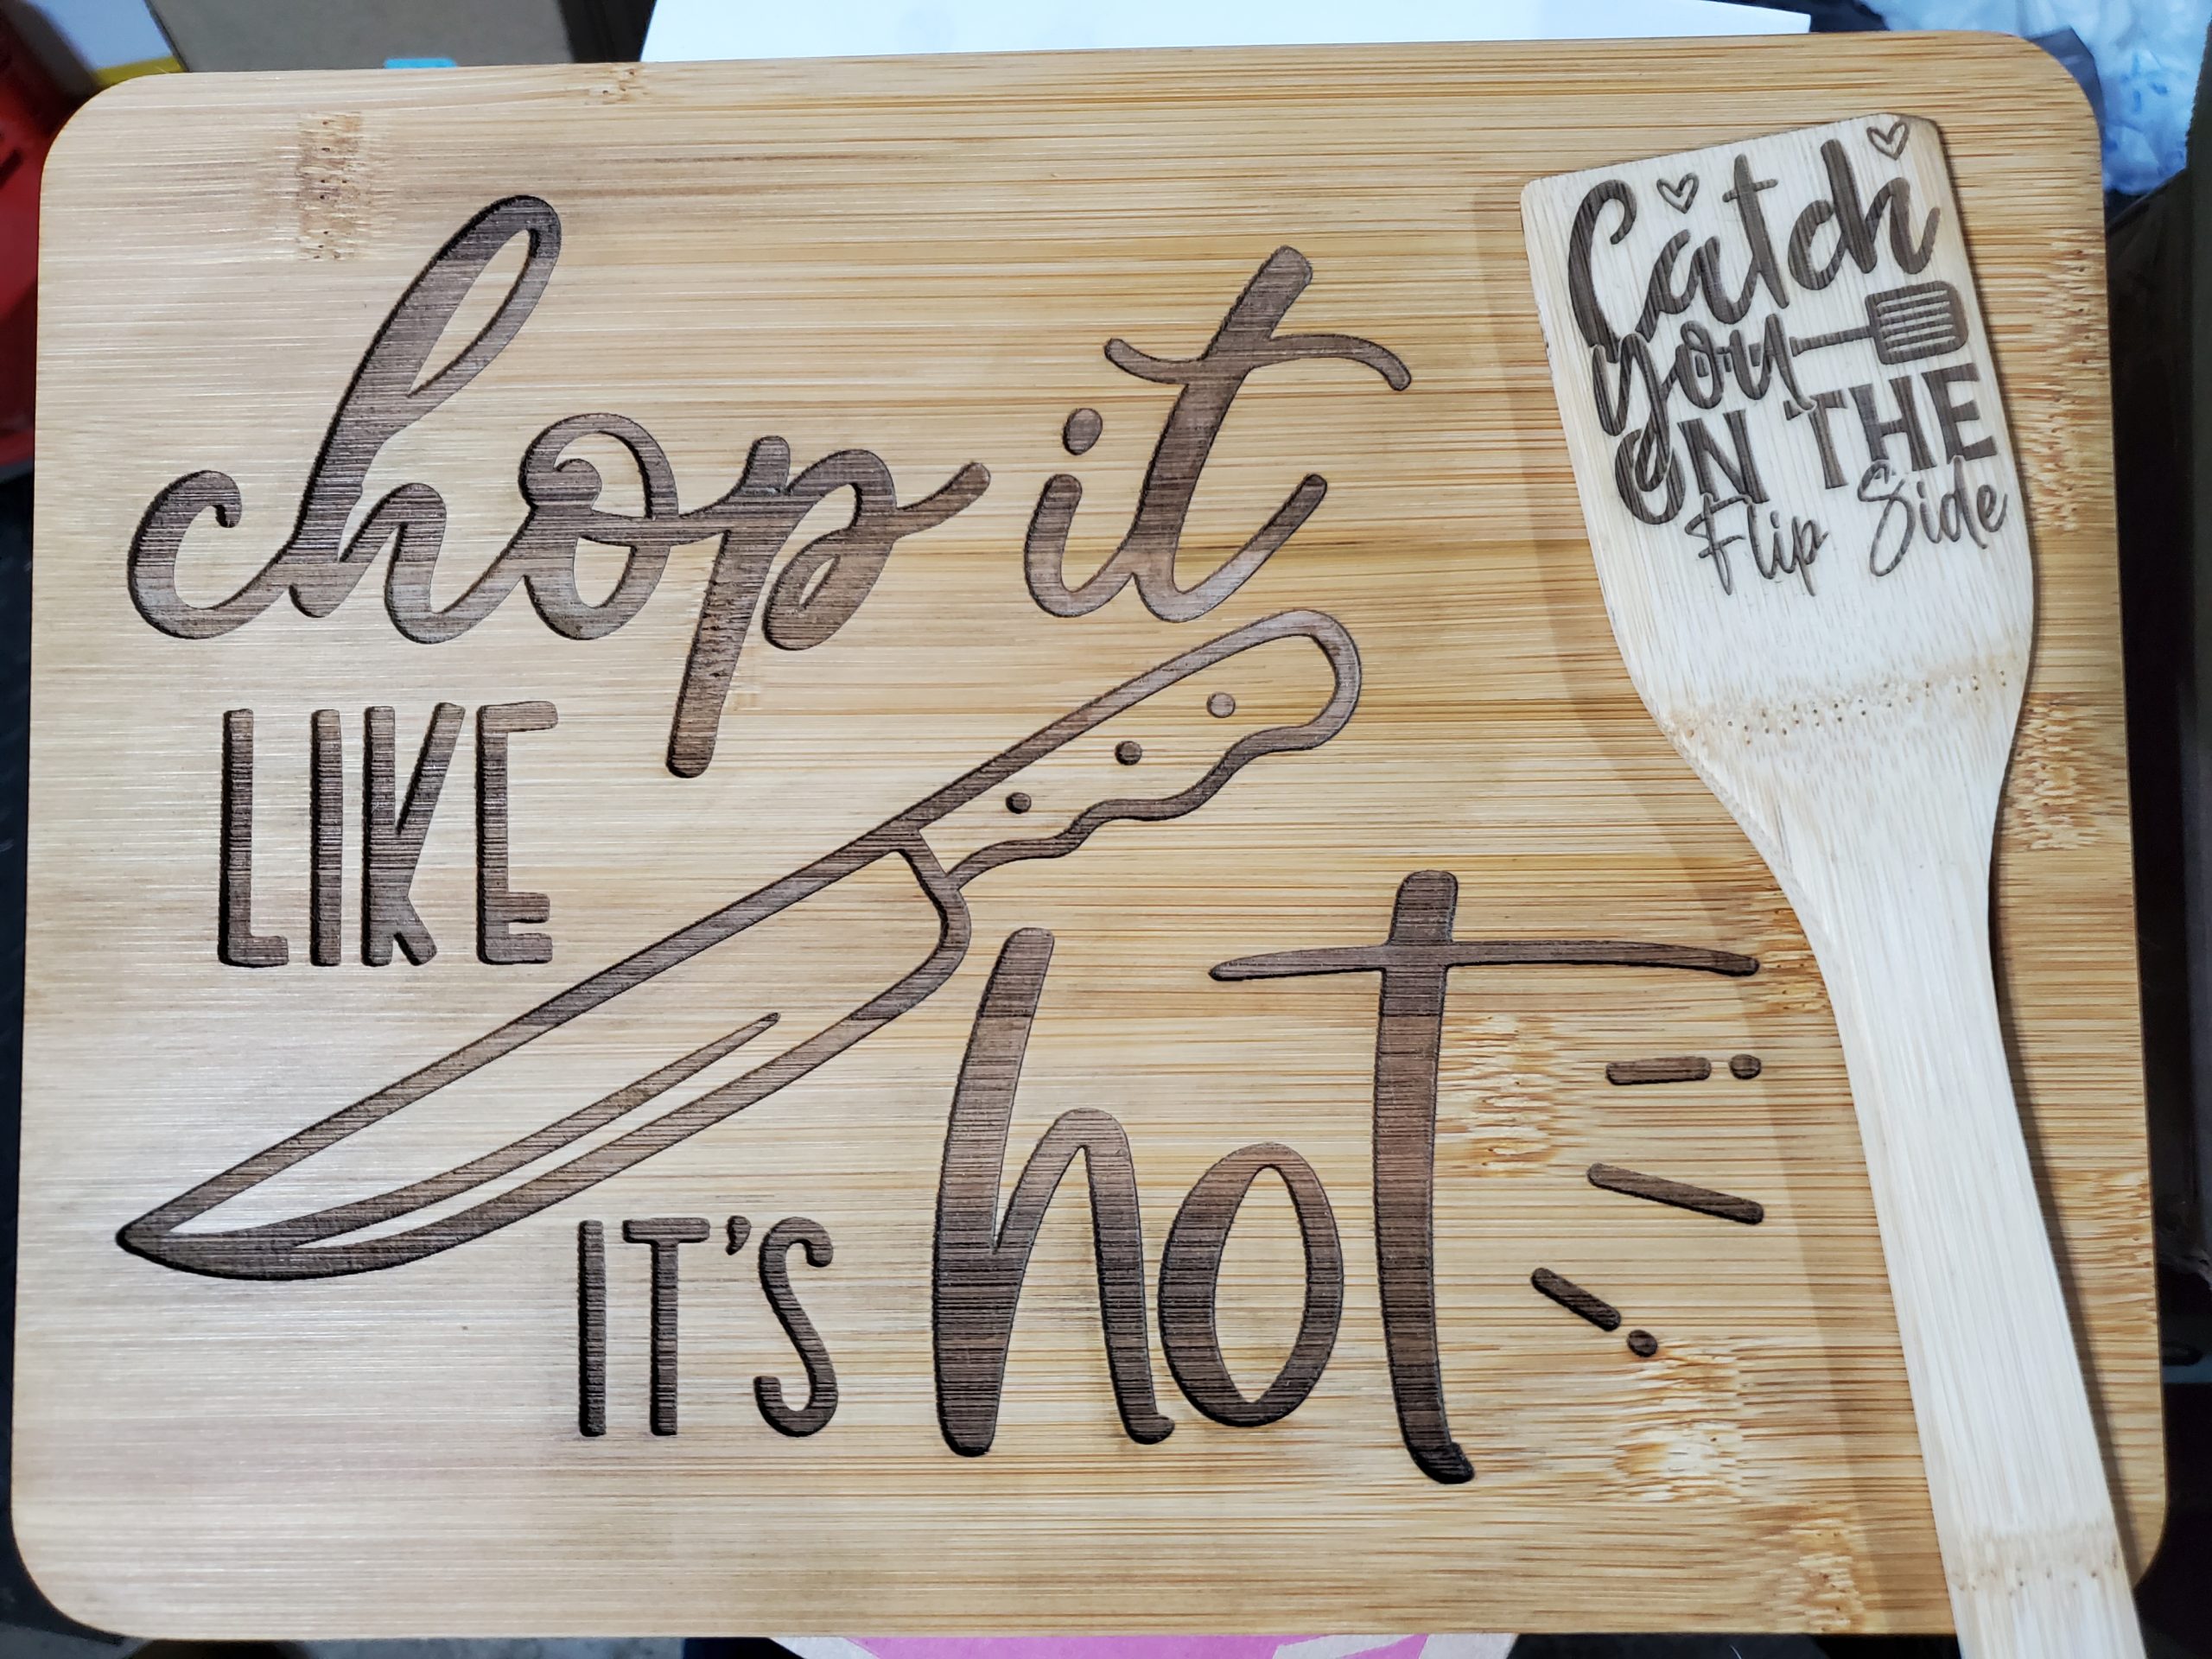 chop it
LIKE
IT'S hot
Catch
you
ON THE
Flip Side